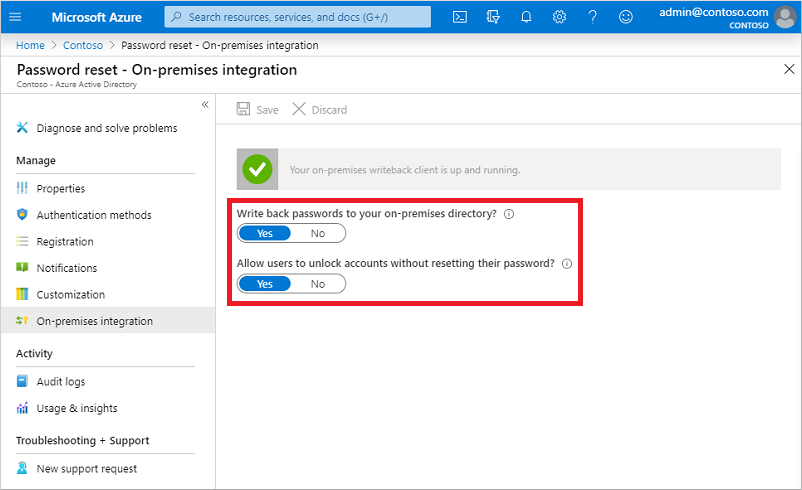 Microsoft Azure
Search resources, services, and docs (G+/)
admin@contoso.com
CONTOSO
Home > Contoso > Password reset - On-premises integration
Password reset - On-premises integration
Contoso - Azure Active Directory
Diagnose and solve problems
Manage
Properties
Authentication methods
Registration
Notifications
Customization
On-premises integration
Activity
Audit logs
Usage & insights
Troubleshooting + Support
New support request
Save
Discard
Your on-premises writeback client is up and running.
Write back passwords to your on-premises directory?
Yes No
Allow users to unlock accounts without resetting their password?
Yes No